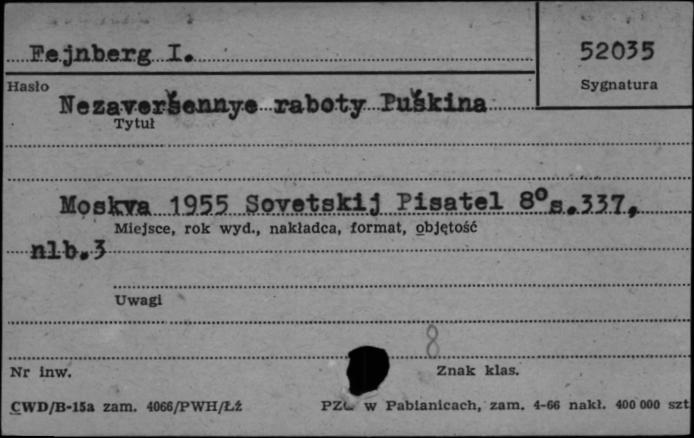 Fejnberg I.
52035
Hasło
Sygnatura
Nezaveršennye raboty Puškina
Tytuł
Moskva 1955 Sovetskij Pisatel 8° s.337,
Miejsce, rok wyd., nakładca, format, objętość
nlb.3
Uwagi
8
Nr inw.
Znak klas.
CWD/B-15a zam. 4066/PWH/Łź
w Pabianicach, zam. 4-66 nakł. 400 000 szt